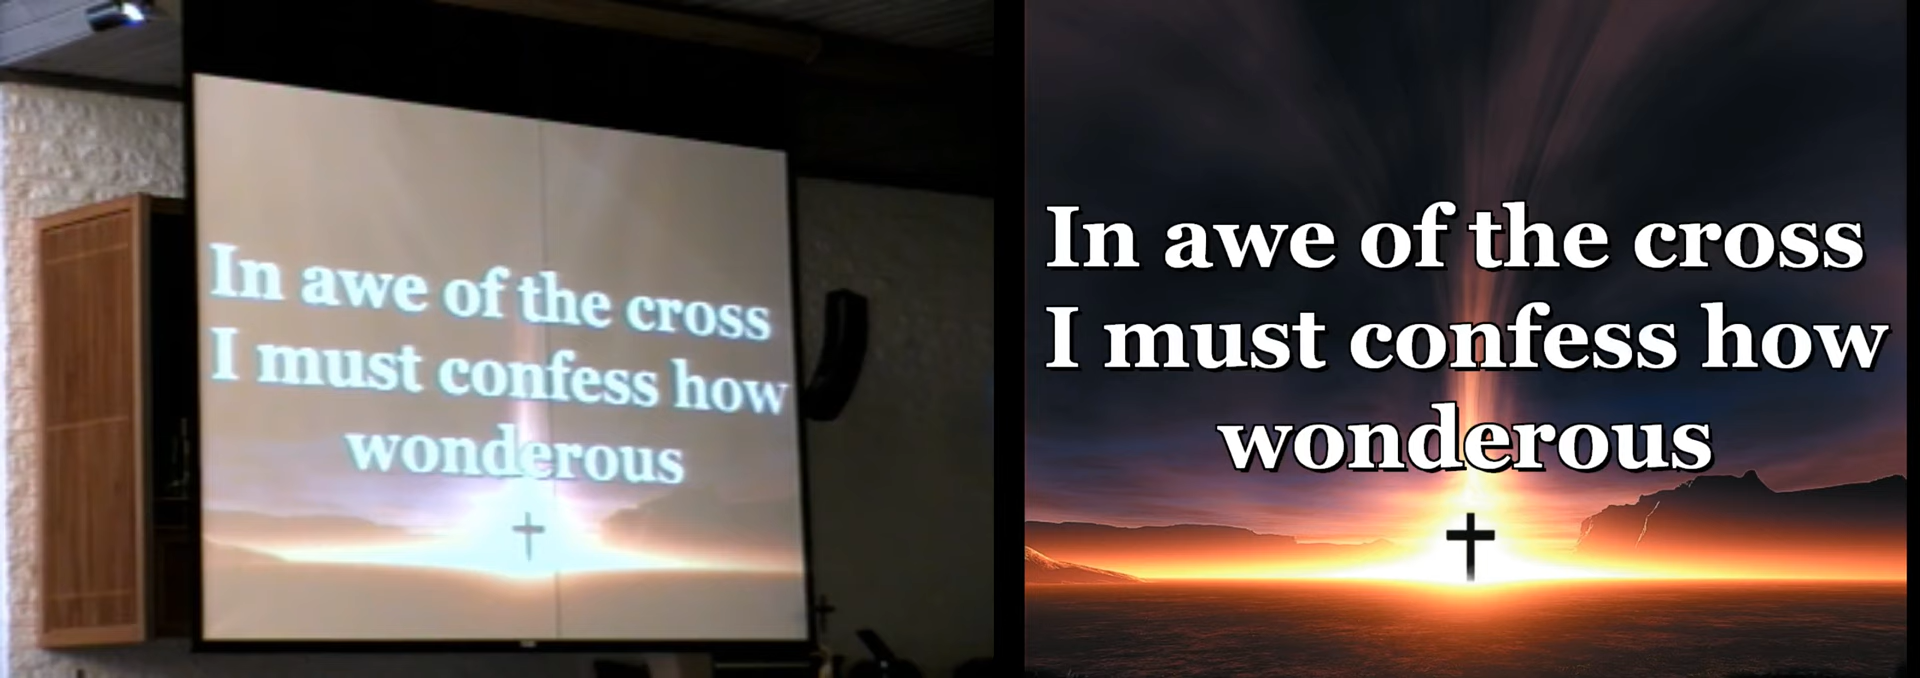 In awe of the cross
I must confess how
wonderous
In awe of the cross
I must confess how
wonderous